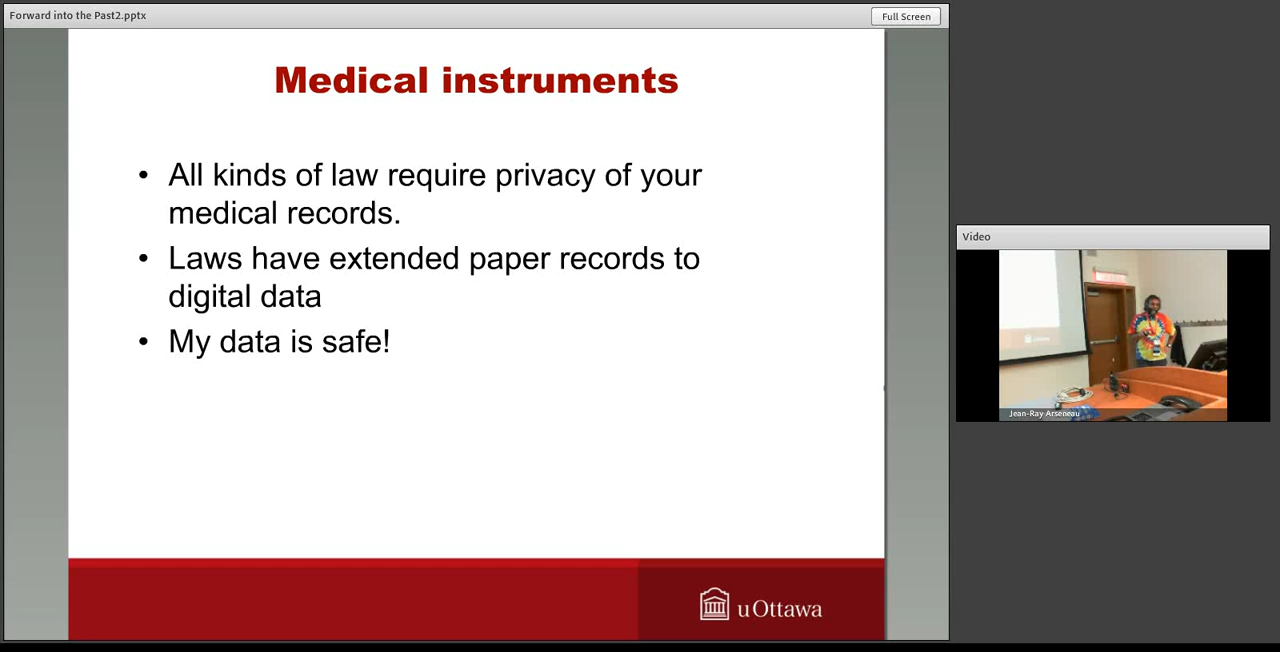 Forward into the Past2.pptx
Full Screen
Medical instruments
• All kinds of law require privacy of your
medical records.
• Laws have extended paper records to
digital data
• My data is safe!
uOttawa
Video
Jean-Ray Arseneau